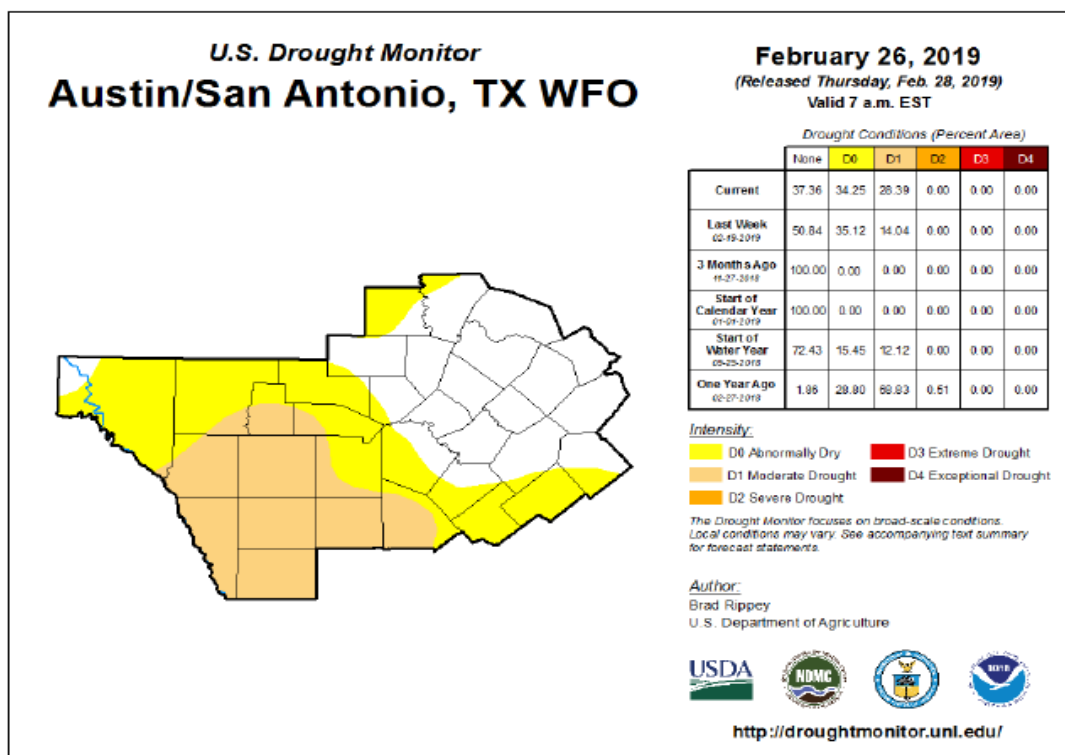 U.S. Drought Monitor
Austin/San Antonio, TX WFO
February 26, 2019
(Released Thursday, Feb. 28, 2019)
Valid 7 a.m. EST
Drought Conditions (Percent Area)
None D0 D1 D2 D3 D4
Current 37.36 34.25 28.39 0.00 0.00 0.00
Last Week 50.84 35.12 14.04 0.00 0.00 0.00
02-19-2019
3 Months Ago 100.00 0.00 0.00 0.00 0.00 0.00
11-27-2018
Start of
Calendar Year 100.00 0.00 0.00 0.00 0.00 0.00
01-01-2019
Start of
Water Year 72.43 15.45 12.12 0.00 0.00 0.00
09-25-2018
One Year Ago 1.86 28.80 68.83 0.51 0.00 0.00
02-27-2018
Intensity:
D0 Abnormally Dry
D3 Extreme Drought
D1 Moderate Drought
D4 Exceptional Drought
D2 Severe Drought
The Drought Monitor focuses on broad-scale conditions.
Local conditions may vary. See accompanying text summary
for forecast statements.
Author:
Brad Rippey
U.S. Department of Agriculture
USDA
NDMC
http://droughtmonitor.unl.edu/